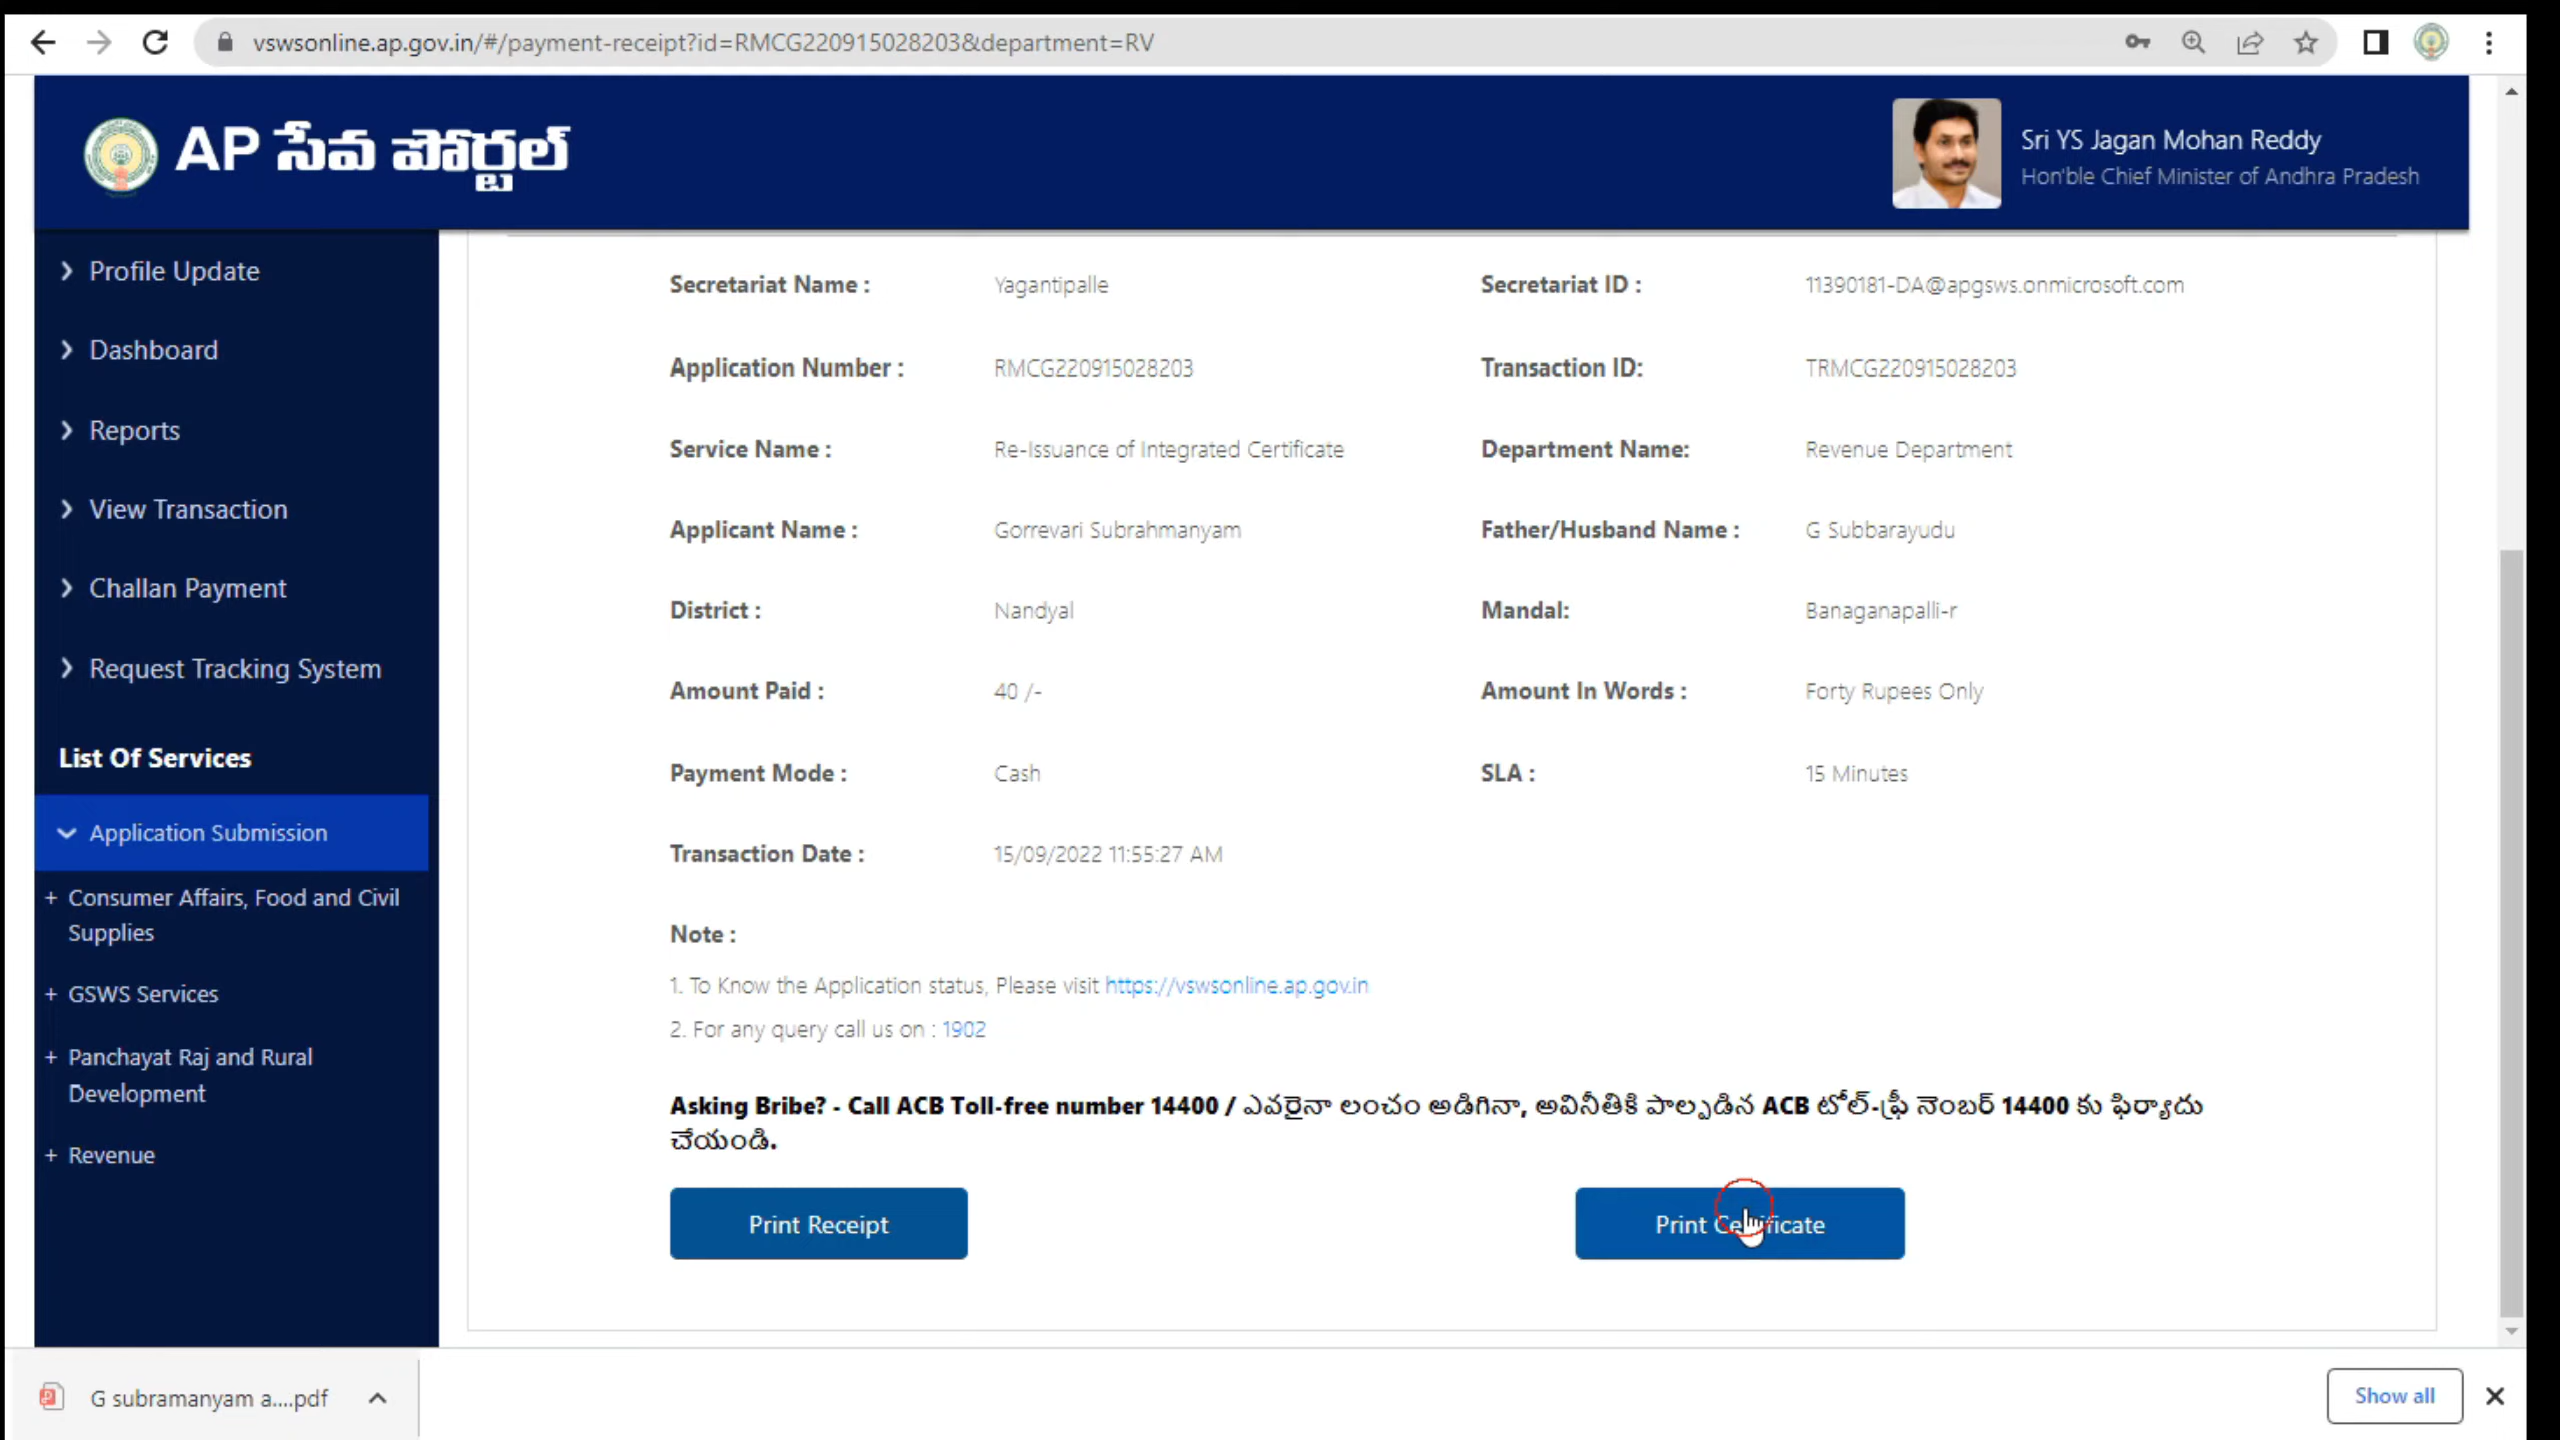 vswsonline.ap.gov.in/#/payment-receipt?id=RMCG220915028203&department=RV
AP సేవ పోర్టల్
Sri YS Jagan Mohan Reddy
Hon'ble Chief Minister of Andhra Pradesh
Profile Update
Dashboard
Reports
View Transaction
Challan Payment
Request Tracking System
List Of Services
Application Submission
+ Consumer Affairs, Food and Civil
Supplies
+ GSWS Services
+ Panchayat Raj and Rural
Development
+ Revenue
Secretariat Name : Yagantipalle Secretariat ID : 11390181-DA@apgsws.onmicrosoft.com
Application Number : RMCG220915028203 Transaction ID: TRMCG220915028203
Service Name : Re-Issuance of Integrated Certificate Department Name: Revenue Department
Applicant Name : Gorrevari Subrahmanyam Father/Husband Name : G Subbarayudu
District : Nandyal Mandal: Banaganapalli-r
Amount Paid : 40 /- Amount In Words : Forty Rupees Only
Payment Mode : Cash SLA : 15 Minutes
Transaction Date : 15/09/2022 11:55:27 AM
Note :
1. To Know the Application status, Please visit https://vswsonline.ap.gov.in
2. For any query call us on : 1902
Asking Bribe? - Call ACB Toll-free number 14400 / ఎవరైనా లంచం అడిగినా, అవినీతికి పాల్పడిన ACB టోల్-ఫ్రీ నెంబర్ 14400 కు ఫిర్యాదు
చేయండి.
Print Receipt Print Certificate
G subramanyam a....pdf Show all